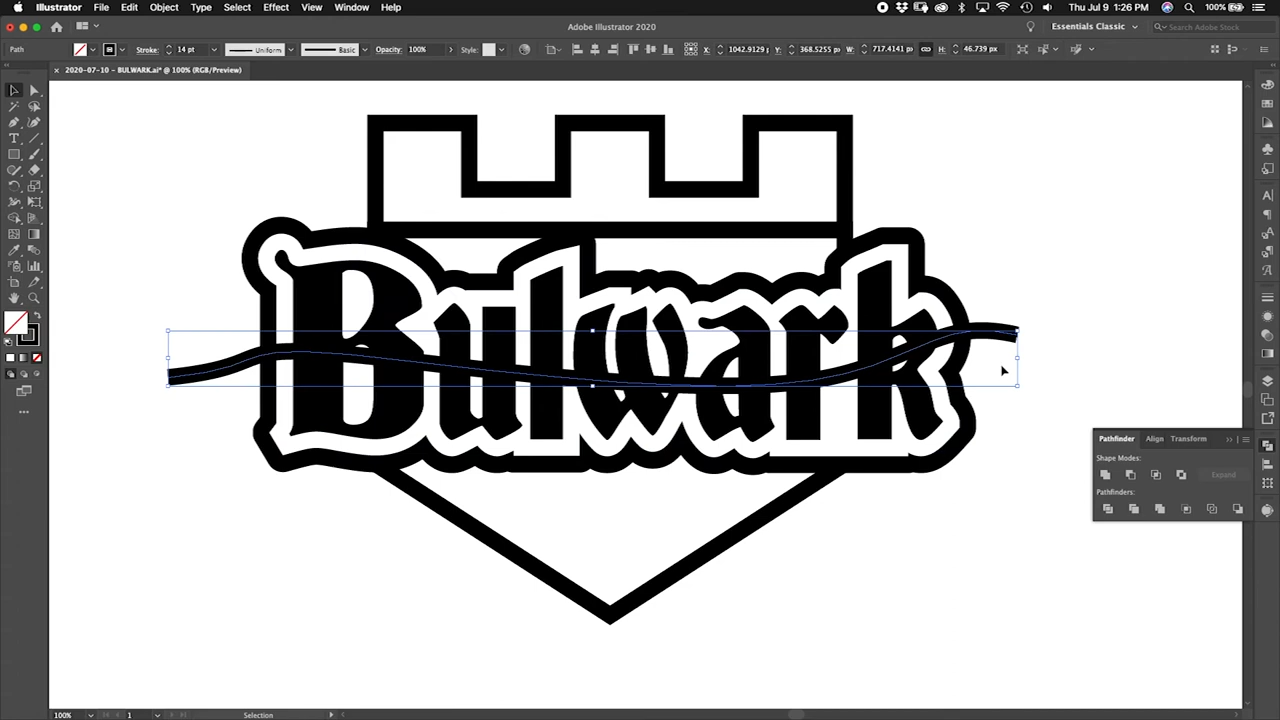 Illustrator File Edit Object Type Select Effect View Window Help
Thu Jul 9 1:26 PM 100%
Adobe Illustrator 2020
Essentials Classic
Search Adobe Stock
Path
Stroke: 14 pt Uniform Basic Opacity: 100% Style: X: 1042.9129 Y: 368.5255 W: 717.4141 H: 46.739 px
× 2020-07-10 - BULWARK.ai* @ 100% (RGB/Preview)
Bulwark
Pathfinder Align Transform
Shape Modes:
Expand
Pathfinders:
100% 1 Selection